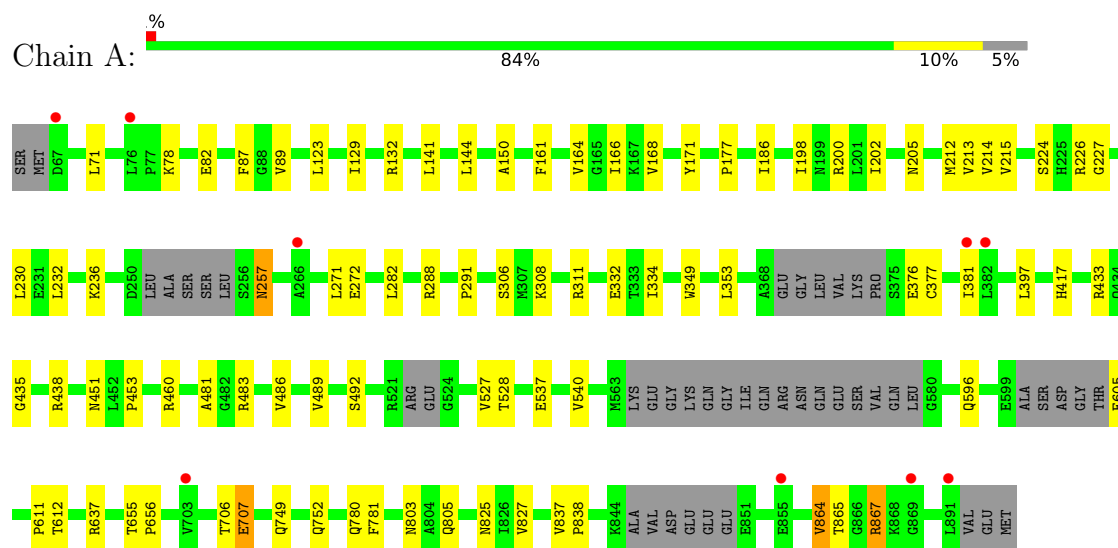 .%
Chain A:
84% 10% 5%
SER MET D67 L71 L76 P77 K78 E82 F87 G88 V89 L123 I129 R132 L141 L144 A150 F161 V164 G165 I166 K167 V168 Y171 P177 I186 I198 N199 R200 L201 I202 N205 M212 V213 V214 V215 S224 H225 R226 G227
L230 E231 L232 K236 D250 LEU ALA SER SER LEU S256 N257 A266 L271 E272 L282 R288 P291 S306 M307 K308 R311 E332 T333 I334 W349 L353 A368 GLU GLY LEU VAL LYS PRO S375 E376 C377 I381 L382 L397 H417 R433
G435 R438 N451 L452 P453 R460 A481 G482 R483 V486 V489 S492 R521 ARG GLU G524 V527 T528 E537 V540 M563 LYS GLU GLY LYS GLN GLY ILE GLN ARG ASN GLN GLU SER VAL GLN LEU G580 Q596 E599 ALA SER ASP GLY THR
P611 T612 R637 T655 P656 V703 T706 E707 Q749 Q752 Q780 F781 N803 A804 Q805 N825 I826 V827 V837 P838 K844 ALA VAL ASP GLU GLU GLU E851 E855 V864 T865 G866 R867 K868 G869 L891 VAL GLU MET